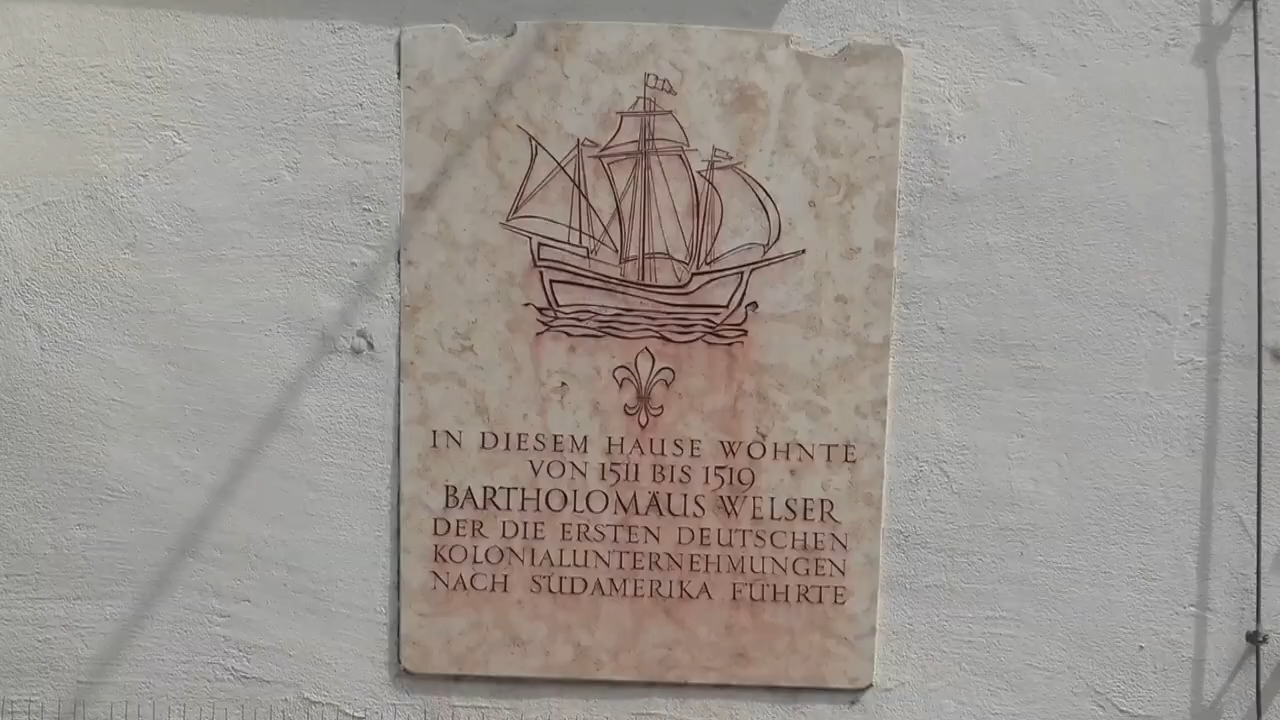 IN DIESEM HAUSE WOHNTE
VON 1511 BIS 1519
BARTHOLOMÄUS WELSER
DER DIE ERSTEN DEUTSCHEN
KOLONIALUNTERNEHMUNGEN
NACH SÜDAMERIKA FÜHRTE